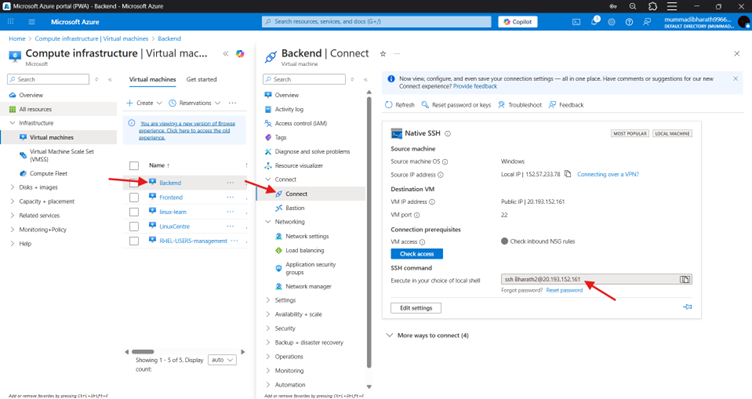 Microsoft Azure portal (PWA) - Backend - Microsoft Azure
Microsoft Azure
Search resources, services, and docs (G+/)
Copilot
1
mummadibharath9966...
DEFAULT DIRECTORY (MUMMAD...
Home > Compute infrastructure | Virtual machines > Backend
Compute infrastructure | Virtual mac...
Search
Overview
All resources
Infrastructure
Virtual machines
Virtual Machine Scale Set
(VMSS)
Compute Fleet
Disks + images
Capacity + placement
Related services
Monitoring+Policy
Help
Add or remove favorites by pressing Ctrl+Shift+F
Virtual machines
Get started
Create
Reservations
You are viewing a new version of Browse
experience. Click here to access the old
experience.
Name ↑
Backend
Frontend
linux-team
LinuxCentre
RHEL-USERS-management
Showing 1 - 5 of 5. Display
count:
auto
Backend | Connect
Virtual machine
Search
Overview
Activity log
Access control (IAM)
Tags
Diagnose and solve problems
Resource visualizer
Connect
Connect
Bastion
Networking
Network settings
Load balancing
Application security
groups
Network manager
Settings
Availability + scale
Security
Backup + disaster recovery
Operations
Monitoring
Automation
Add or remove favorites by pressing Ctrl+Shift+F
Now view, configure, and even save your connection settings — all in one place. Have comments or suggestions for our new
Connect experience? Provide feedback
Refresh
Reset password or keys
Troubleshoot
Feedback
Native SSH
MOST POPULAR
LOCAL MACHINE
Source machine
Source machine OS
Windows
Source IP address
Local IP | 152.57.233.78
Connecting over a VPN?
Destination VM
VM IP address
Public IP | 20.193.152.161
VM port
22
Connection prerequisites
VM access
Check inbound NSG rules
Check access
SSH command
Execute in your choice of local shell
ssh Bharath2@20.193.152.161
Forgot password? Reset password
Edit settings
More ways to connect (4)